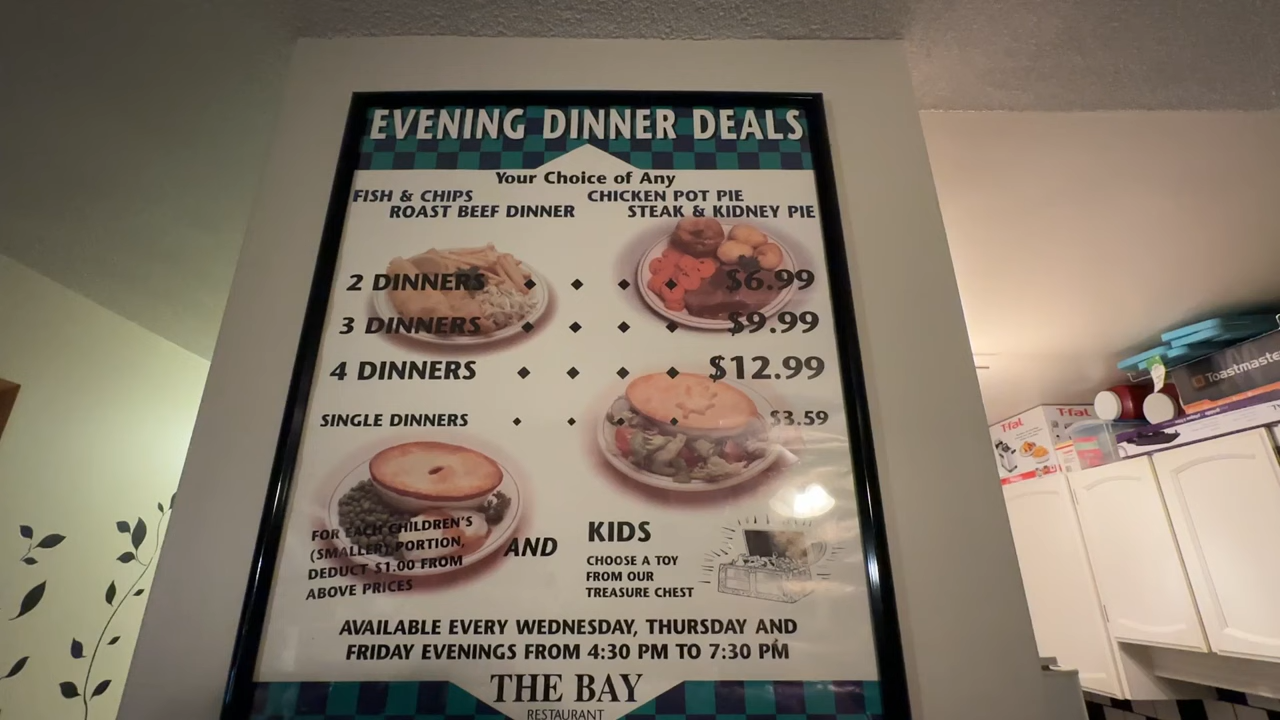 EVENING DINNER DEALS
Your Choice of Any
FISH & CHIPS CHICKEN POT PIE
ROAST BEEF DINNER STEAK & KIDNEY PIE
2 DINNERS $6.99
3 DINNERS $9.99
4 DINNERS $12.99
SINGLE DINNERS $3.59
FOR EACH CHILDREN'S
(SMALLER) PORTION,
DEDUCT $1.00 FROM
ABOVE PRICES
AND
KIDS
CHOOSE A TOY
FROM OUR
TREASURE CHEST
AVAILABLE EVERY WEDNESDAY, THURSDAY AND
FRIDAY EVENINGS FROM 4:30 PM TO 7:30 PM
THE BAY
RESTAURANT
Toastmaste
T-fal
T-fal